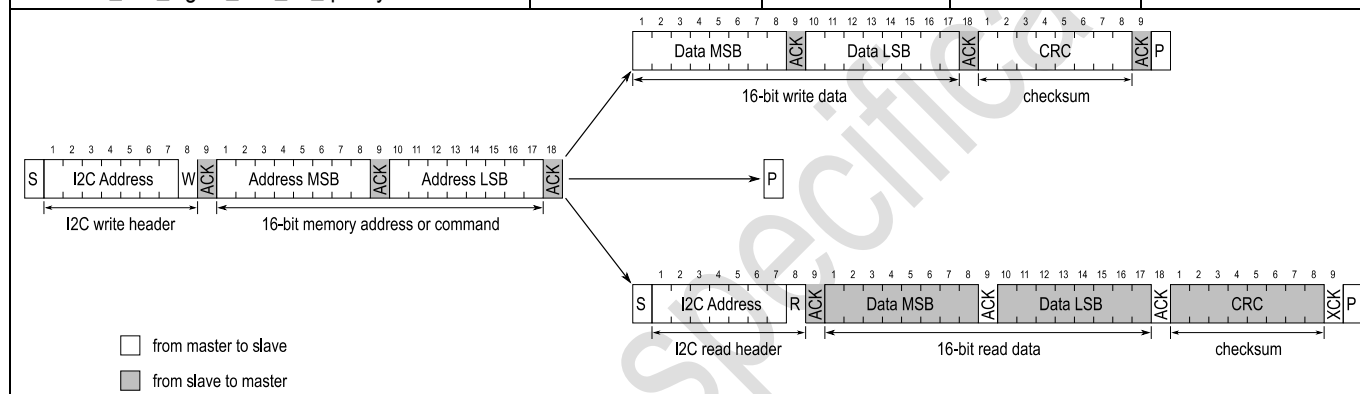 1 2 3 4 5 6 7 8 9 10 11 12 13 14 15 16 17 18 1 2 3 4 5 6 7 8 9
Data MSB ACK Data LSB ACK CRC ACK P
16-bit write data checksum
1 2 3 4 5 6 7 8 9 1 2 3 4 5 6 7 8 9 10 11 12 13 14 15 16 17 18
S I2C Address W ACK Address MSB ACK Address LSB ACK P
I2C write header 16-bit memory address or command
1 2 3 4 5 6 7 8 9 1 2 3 4 5 6 7 8 9 10 11 12 13 14 15 16 17 18 1 2 3 4 5 6 7 8 9
S I2C Address R ACK Data MSB ACK Data LSB ACK CRC XCK P
I2C read header 16-bit read data checksum
from master to slave
from slave to master